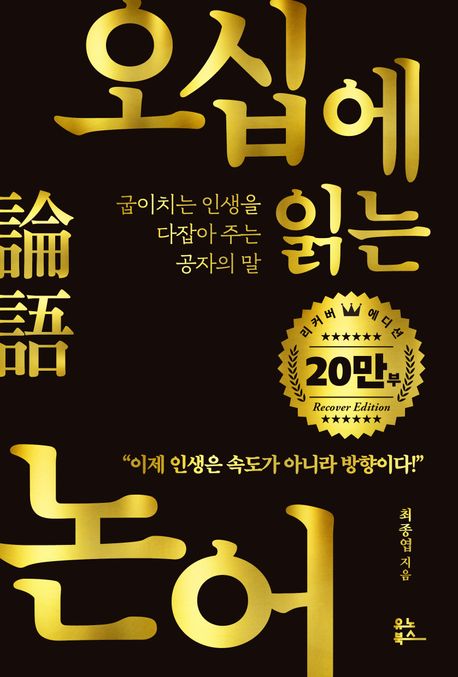 오십에
읽는
굽이치는 인생을
다잡아 주는
공자의 말
論語
리커버 에디션
20만부
Recover Edition
“이제 인생은 속도가 아니라 방향이다!”
논어
최종엽 지음
유노
북스